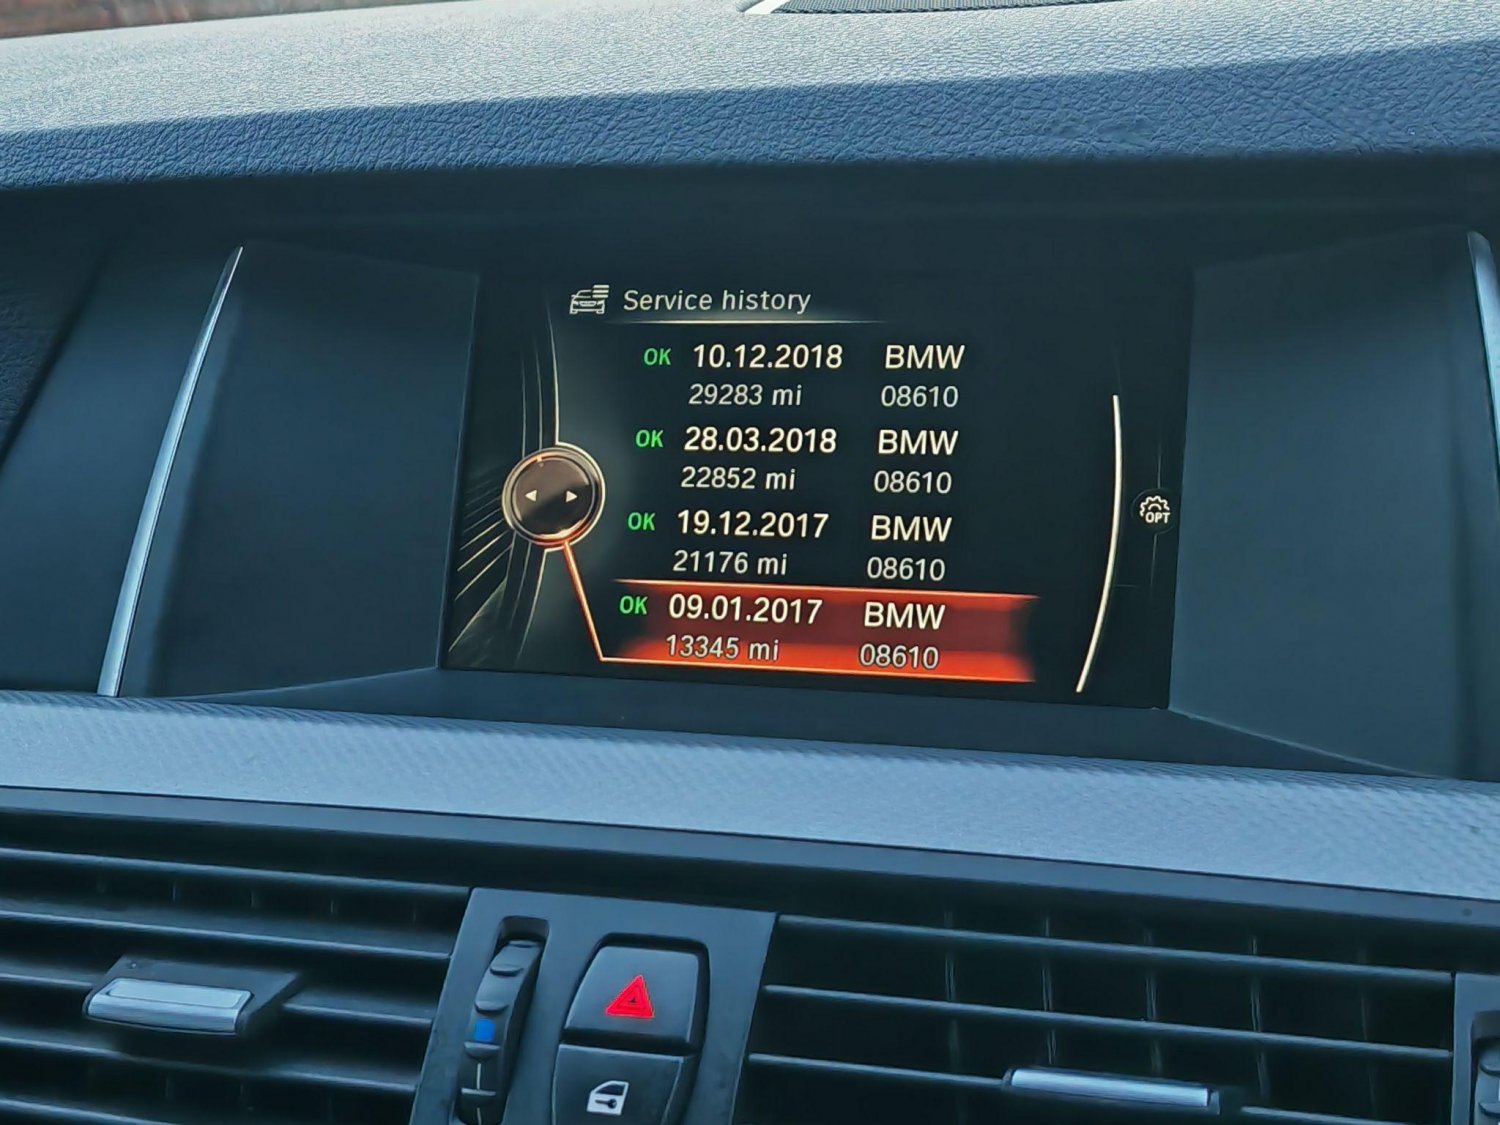 Service history
OK 10.12.2018 BMW
29283 mi 08610
OK 28.03.2018 BMW
22852 mi 08610
OK 19.12.2017 BMW
21176 mi 08610
OPT
OK 09.01.2017 BMW
13345 mi 08610